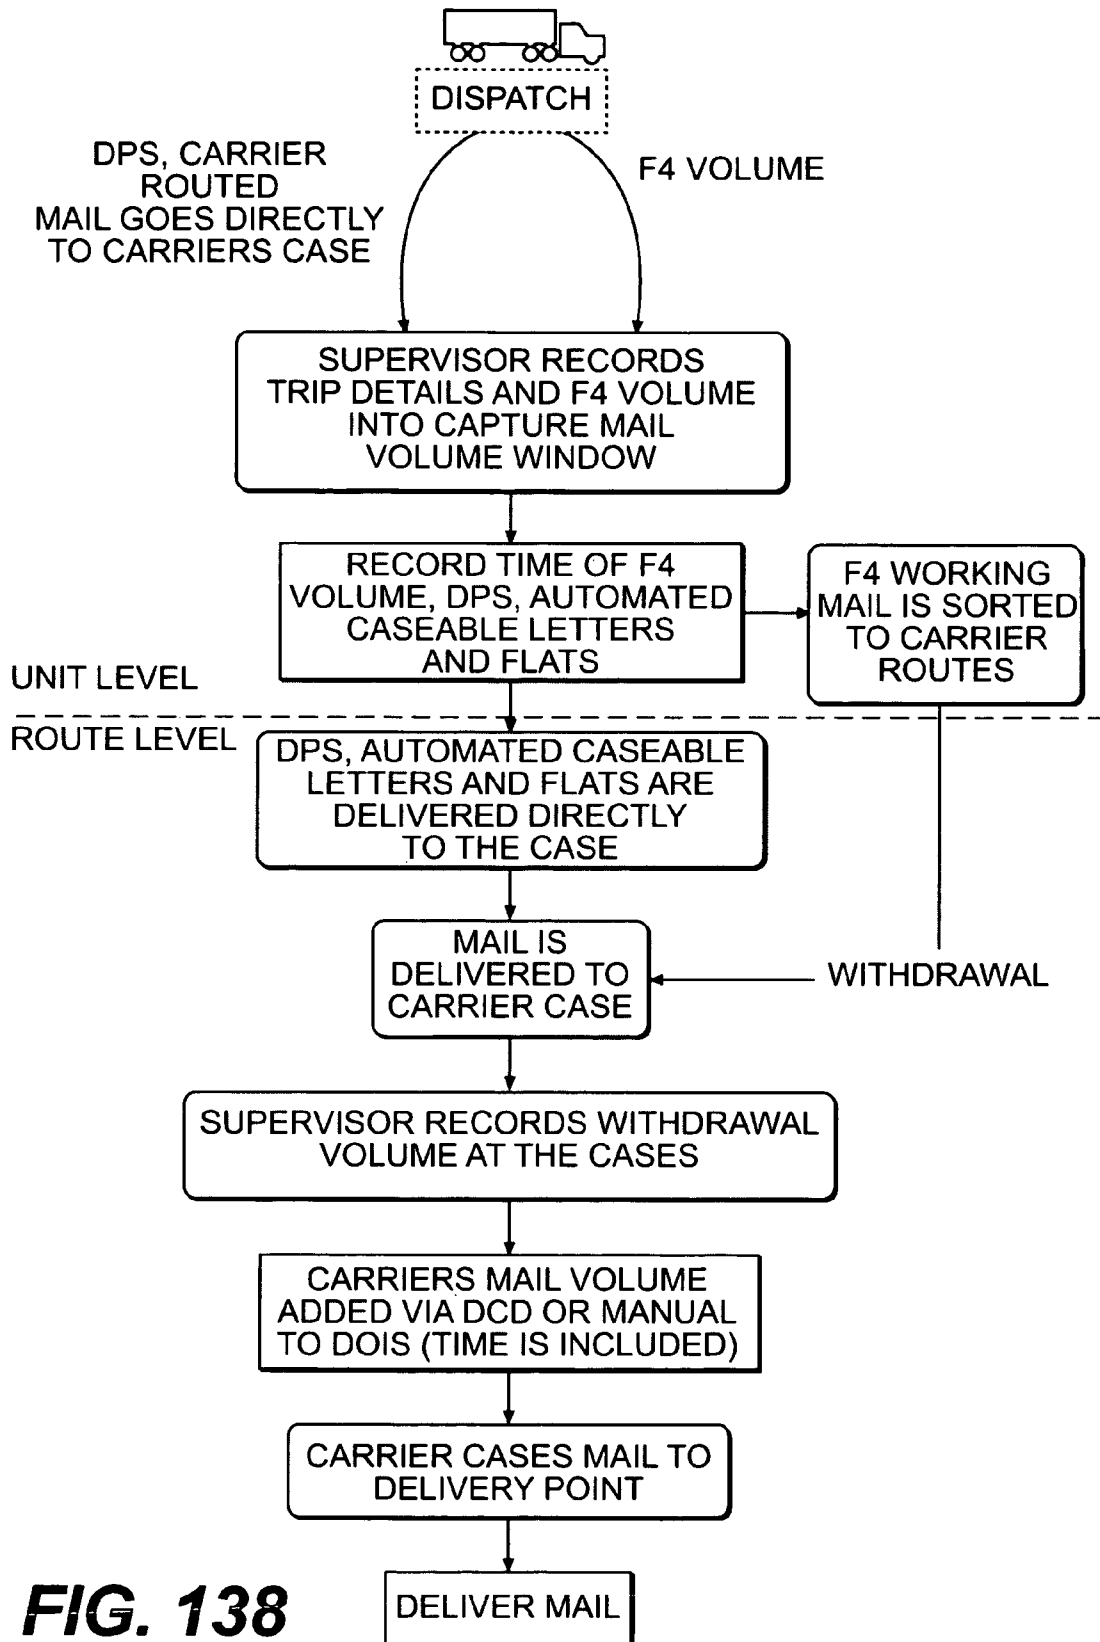 DISPATCH
DPS, CARRIER
ROUTED
MAIL GOES DIRECTLY
TO CARRIERS CASE
F4 VOLUME
SUPERVISOR RECORDS
TRIP DETAILS AND F4 VOLUME
INTO CAPTURE MAIL
VOLUME WINDOW
RECORD TIME OF F4
VOLUME, DPS, AUTOMATED
CASEABLE LETTERS
AND FLATS
F4 WORKING
MAIL IS SORTED
TO CARRIER
ROUTES
UNIT LEVEL
ROUTE LEVEL
DPS, AUTOMATED CASEABLE
LETTERS AND FLATS ARE
DELIVERED DIRECTLY
TO THE CASE
MAIL IS
DELIVERED TO
CARRIER CASE
WITHDRAWAL
SUPERVISOR RECORDS WITHDRAWAL
VOLUME AT THE CASES
CARRIERS MAIL VOLUME
ADDED VIA DCD OR MANUAL
TO DOIS (TIME IS INCLUDED)
CARRIER CASES MAIL TO
DELIVERY POINT
DELIVER MAIL
FIG. 138